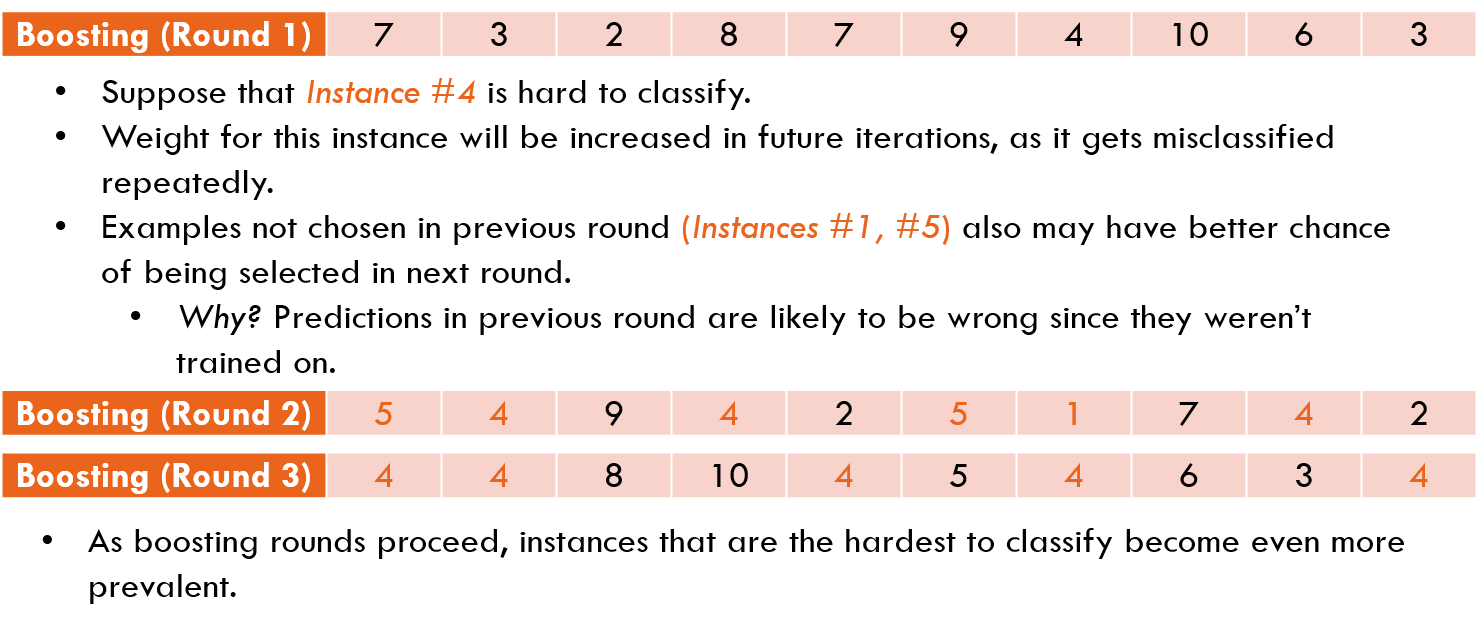 Boosting (Round 1) 7 3 2 8 7 9 4 10 6 3
• Suppose that Instance #4 is hard to classify.
• Weight for this instance will be increased in future iterations, as it gets misclassified
repeatedly.
• Examples not chosen in previous round (Instances #1, #5) also may have better chance
of being selected in next round.
• Why? Predictions in previous round are likely to be wrong since they weren’t
trained on.
Boosting (Round 2) 5 4 9 4 2 5 1 7 4 2
Boosting (Round 3) 4 4 8 10 4 5 4 6 3 4
• As boosting rounds proceed, instances that are the hardest to classify become even more
prevalent.